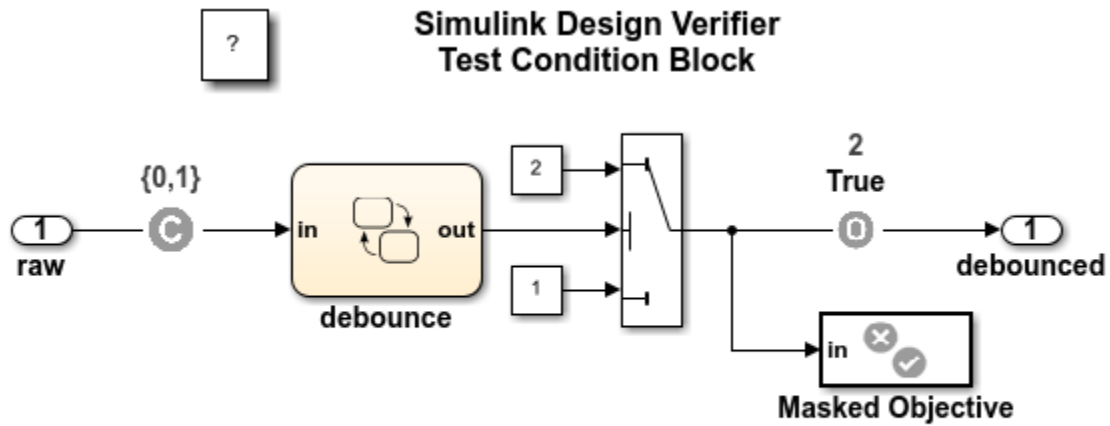 ?
Simulink Design Verifier
Test Condition Block
{0,1}
C
1
raw
in
out
debounce
2
1
2
True
O
1
debounced
in
Masked Objective